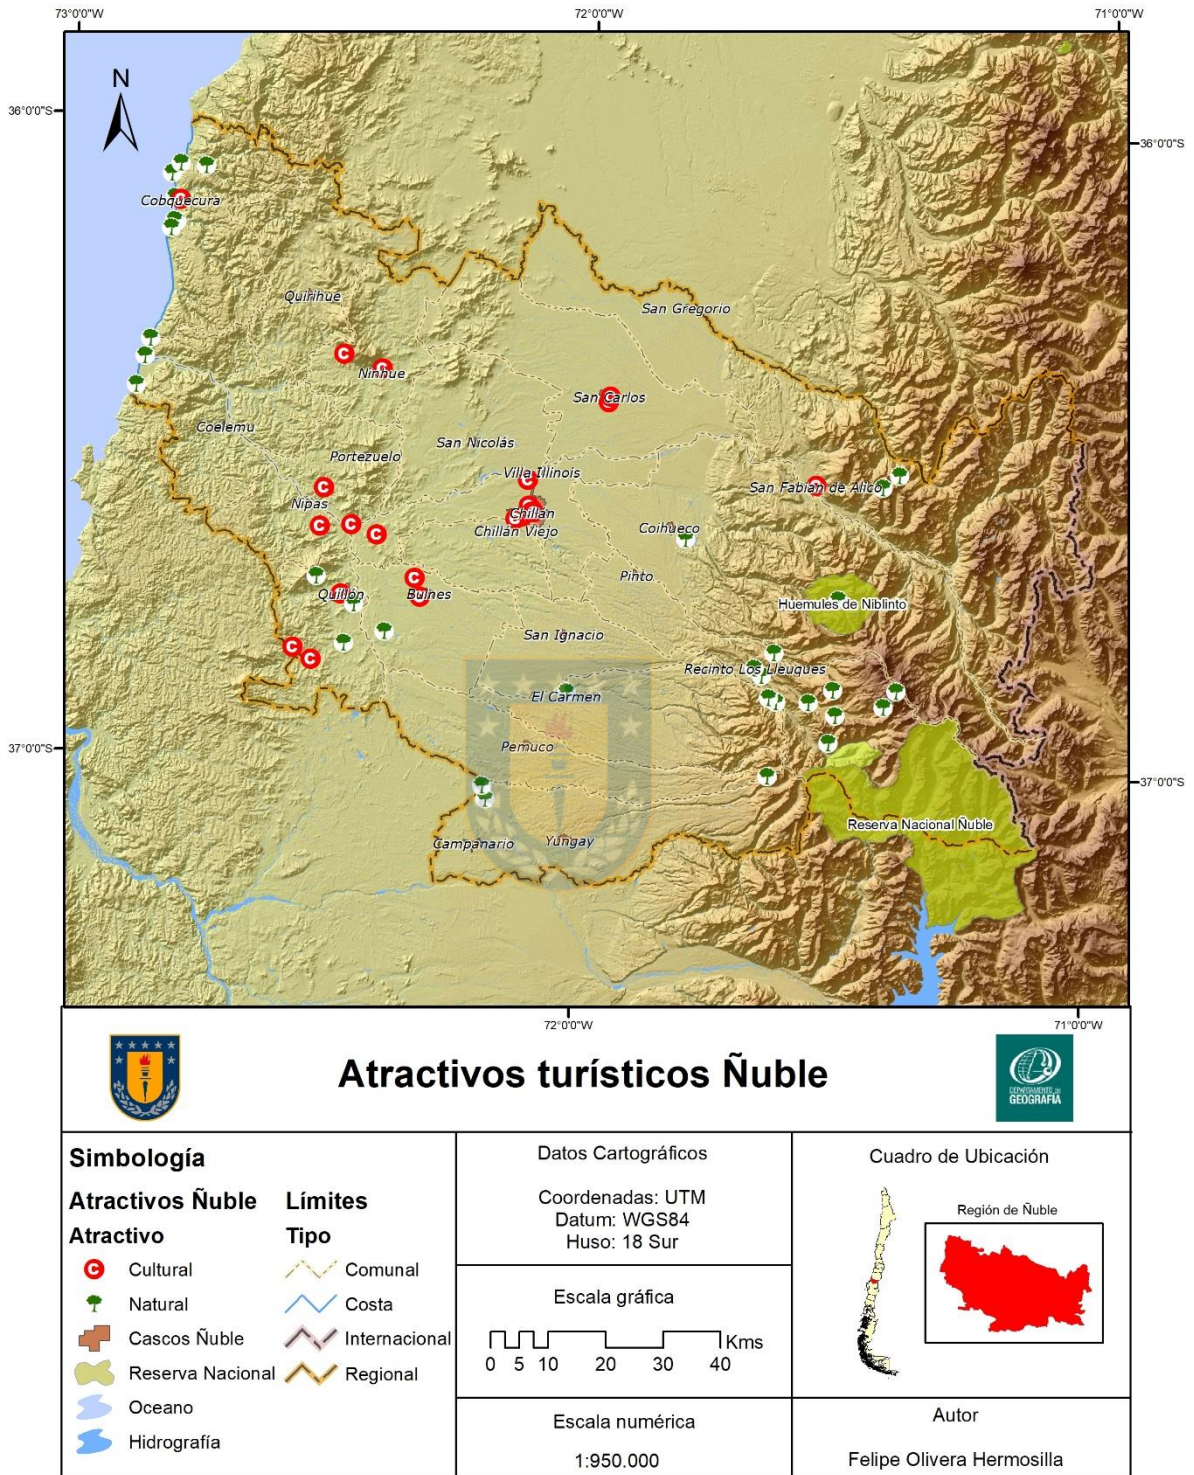 73°0'0"W
72°0'0"W
71°0'0"W
N
36°0'0"S
36°0'0"S
Cobquecura
Quirihue
San Gregorio
Ninhue
San Carlos
Coelemu
San Nicolás
Portezuelo
Villa Illinois
San Fabián de Alico
Ñipas
Chillán
Chillán Viejo
Coihueco
Pinto
Quillón
Bulnes
Huemules de Niblinto
San Ignacio
Recinto Los Lleuques
El Carmen
Pemuco
37°0'0"S
37°0'0"S
Reserva Nacional Ñuble
Campanario
Yungay
72°0'0"W
71°0'0"W
Atractivos turísticos Ñuble
DEPARTAMENTO DE
GEOGRAFÍA
Simbología
Atractivos Ñuble
Atractivo
C Cultural
Natural
Cascos Ñuble
Reserva Nacional
Oceano
Hidrografía
Límites
Tipo
Comunal
Costa
Internacional
Regional
Datos Cartográficos
Coordenadas: UTM
Datum: WGS84
Huso: 18 Sur
Escala gráfica
Kms
0 5 10 20 30 40
Escala numérica
1:950.000
Cuadro de Ubicación
Región de Ñuble
Autor
Felipe Olivera Hermosilla